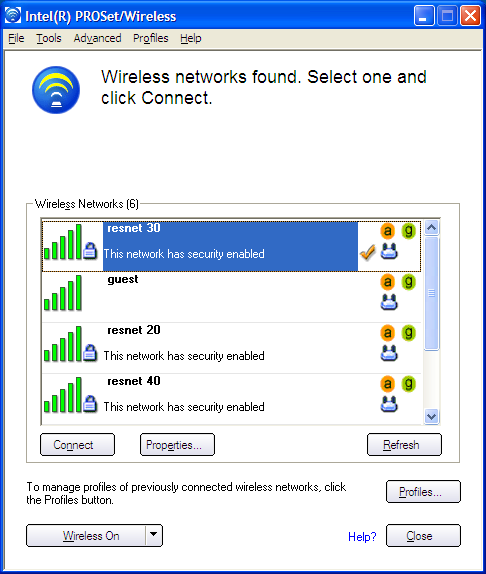 Intel(R) PROSet/Wireless
File Tools Advanced Profiles Help
Wireless networks found. Select one and
click Connect.
Wireless Networks (6)
resnet 30
a g
This network has security enabled
guest
a g
resnet 20
a g
This network has security enabled
resnet 40
a g
This network has security enabled
Connect Properties... Refresh
To manage profiles of previously connected wireless networks, click
the Profiles button.
Profiles...
Wireless On Help? Close